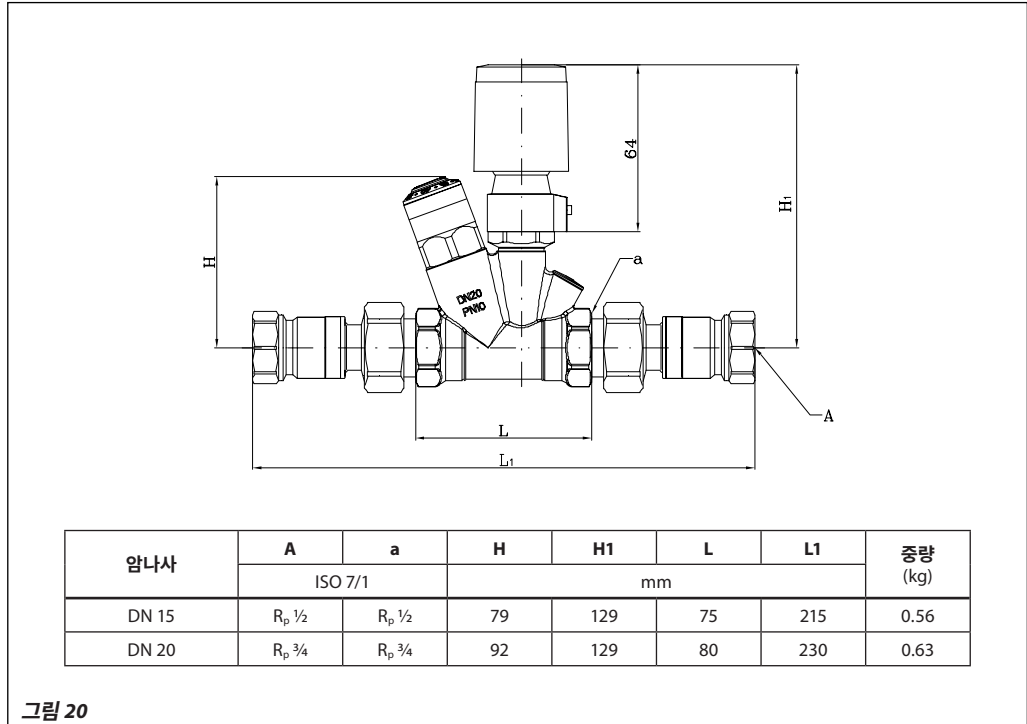 64
H₁
H
a
DN20
PN10
A
L
L₁
암나사 A a H H1 L L1 중량
(kg)
ISO 7/1 mm
DN 15 Rₚ ½ Rₚ ½ 79 129 75 215 0.56
DN 20 Rₚ ¾ Rₚ ¾ 92 129 80 230 0.63
그림 20